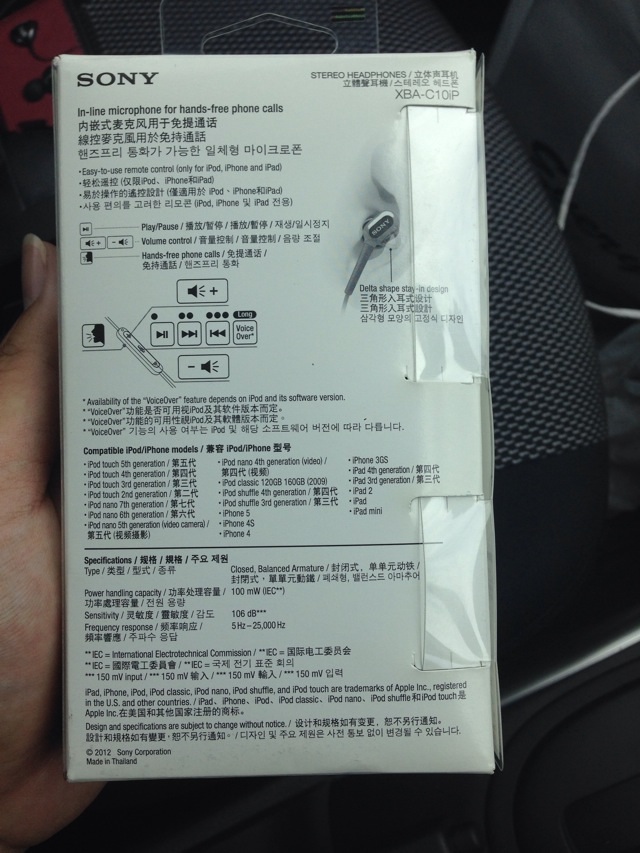 SONY
STEREO HEADPHONES / 立体声耳机
立體聲耳機 / 스테레오 헤드폰
XBA-C10iP
In-line microphone for hands-free phone calls
内嵌式麦克风用于免提通话
線控麥克風用於免持通話
핸즈프리 통화가 가능한 일체형 마이크로폰
•Easy-to-use remote control (only for iPod, iPhone and iPad)
•轻松遥控 (仅限iPod、iPhone和iPad)
•易於操作的遙控設計 (僅適用於 iPod、iPhone和iPad)
•사용 편의를 고려한 리모콘 (iPod, iPhone 및 iPad 전용)
Play/Pause / 播放/暂停 / 播放/暫停 / 재생/일시정지
Volume control / 音量控制 / 音量控制 / 음량 조절
Hands-free phone calls / 免提通话 /
免持通話 / 핸즈프리 통화
SONY
Delta shape stay-in design
三角形入耳式设计
三角形入耳式設計
삼각형 모양의 고정식 디자인
+
Long
Voice
Over*
-
* Availability of the "VoiceOver" feature depends on iPod and its software version.
* "VoiceOver"功能是否可用视iPod及其软件版本而定。
* "VoiceOver"功能的可用性視iPod及其軟體版本而定。
* "VoiceOver" 기능의 사용 여부는 iPod 및 해당 소프트웨어 버전에 따라 다릅니다.
Compatible iPod/iPhone models / 兼容 iPod/iPhone 型号
•iPod touch 5th generation / 第五代
•iPod touch 4th generation / 第四代
•iPod touch 3rd generation / 第三代
•iPod touch 2nd generation / 第二代
•iPod nano 7th generation / 第七代
•iPod nano 6th generation / 第六代
•iPod nano 5th generation (video camera) /
第五代 (视频摄影)
•iPod nano 4th generation (video) /
第四代 (视频)
•iPod classic 120GB 160GB (2009)
•iPod shuffle 4th generation / 第四代
•iPod shuffle 3rd generation / 第三代
•iPhone 5
•iPhone 4S
•iPhone 4
•iPhone 3GS
•iPad 4th generation / 第四代
•iPad 3rd generation / 第三代
•iPad 2
•iPad
•iPad mini
Specifications / 规格 / 規格 / 주요 제원
Type / 类型 / 型式 / 종류
Closed, Balanced Armature / 封闭式，单单元动铁 /
封閉式，單單元動鐵 / 폐쇄형, 밸런스드 아마추어
Power handling capacity / 功率处理容量 /
功率處理容量 / 전원 용량
100 mW (IEC**)
Sensitivity / 灵敏度 / 靈敏度 / 감도
106 dB***
Frequency response / 频率响应 /
頻率響應 / 주파수 응답
5 Hz–25,000 Hz
** IEC = International Electrotechnical Commission / ** IEC = 国际电工委员会
** IEC = 國際電工委員會 / ** IEC = 국제 전기 표준 회의
*** 150 mV input / *** 150 mV 输入 / *** 150 mV 輸入 / *** 150 mV 입력
iPad, iPhone, iPod, iPod classic, iPod nano, iPod shuffle, and iPod touch are trademarks of Apple Inc., registered
in the U.S. and other countries. / iPad、iPhone、iPod、iPod classic、iPod nano、iPod shuffle和iPod touch是
Apple Inc.在美国和其他国家注册的商标。
Design and specifications are subject to change without notice. / 设计和规格如有变更，恕不另行通知。
設計和規格如有變更，恕不另行通知。 / 디자인 및 주요 제원은 사전 통보 없이 변경될 수 있습니다.
© 2012 Sony Corporation
Made in Thailand